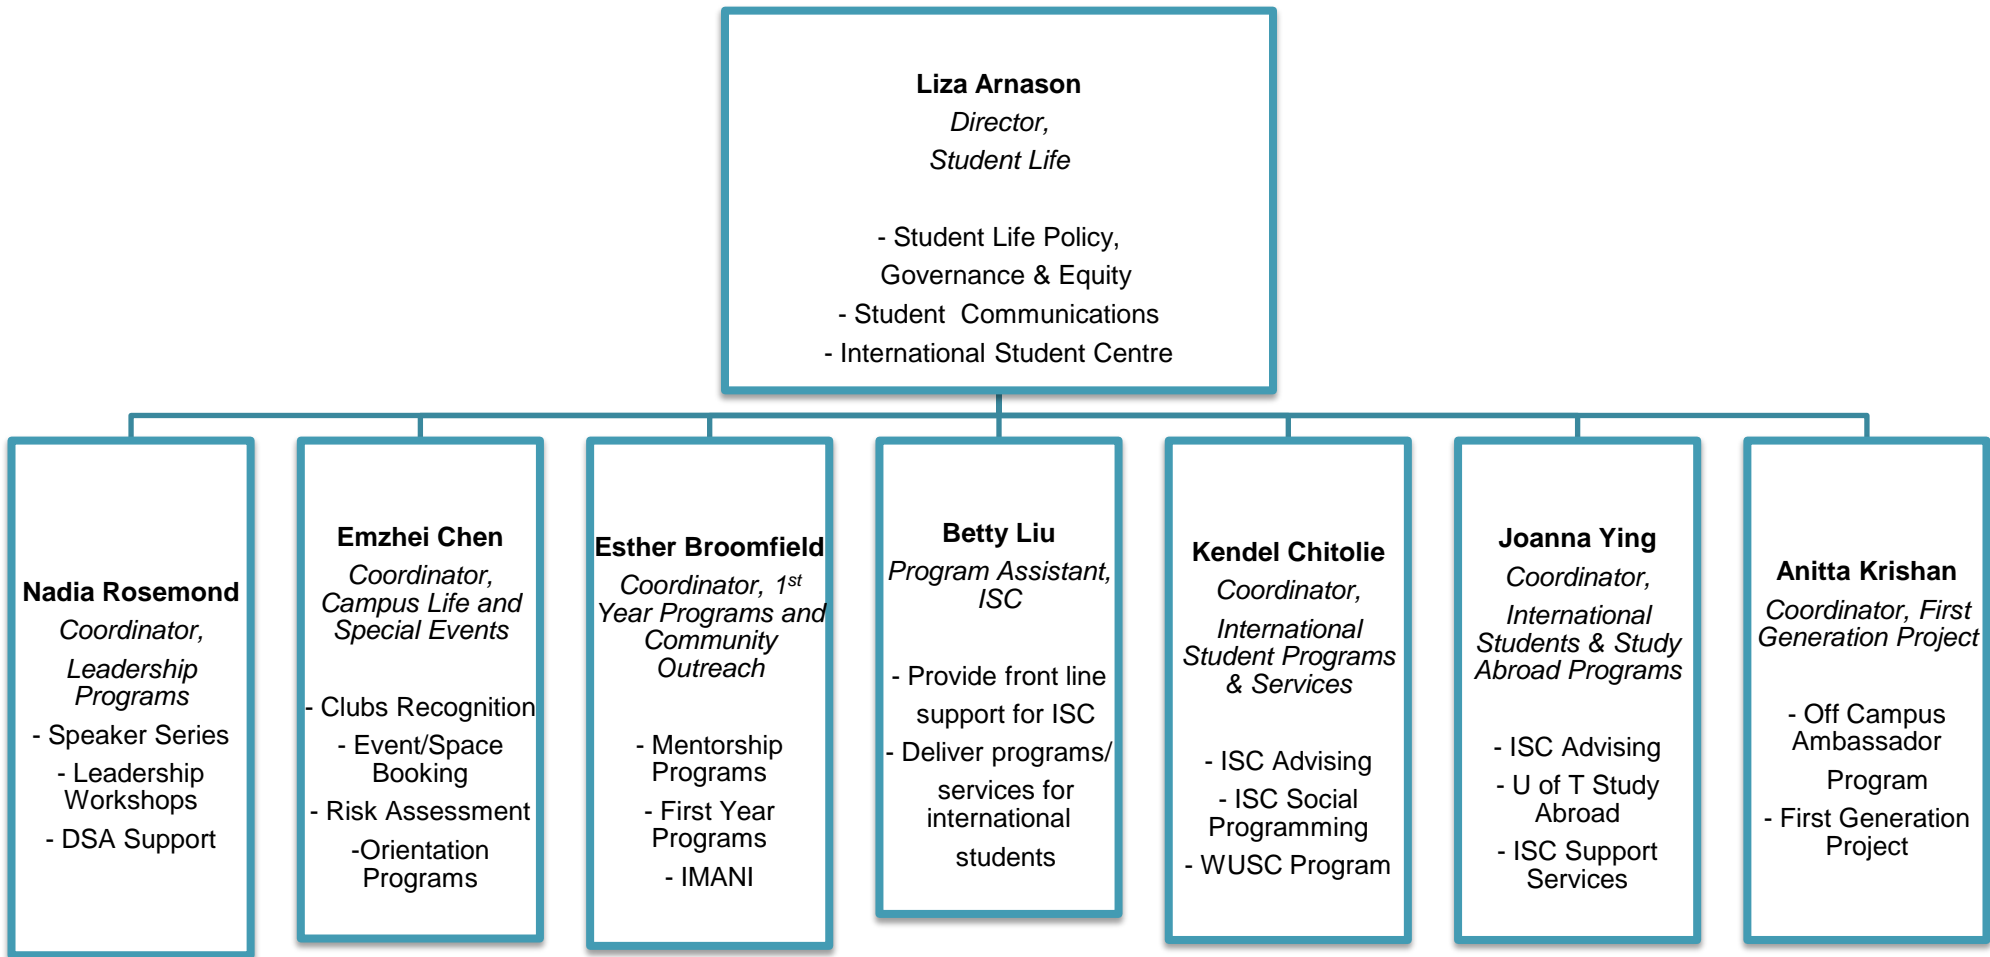 Liza Arnason
Director,
Student Life
- Student Life Policy,
Governance & Equity
- Student Communications
- International Student Centre
Nadia Rosemond
Coordinator,
Leadership
Programs
- Speaker Series
- Leadership
Workshops
- DSA Support
Emzhei Chen
Coordinator,
Campus Life and
Special Events
- Clubs Recognition
- Event/Space
Booking
- Risk Assessment
-Orientation
Programs
Esther Broomfield
Coordinator, 1st
Year Programs and
Community
Outreach
- Mentorship
Programs
- First Year
Programs
- IMANI
Betty Liu
Program Assistant,
ISC
- Provide front line
support for ISC
- Deliver programs/
services for
international
students
Kendel Chitolie
Coordinator,
International
Student Programs
& Services
- ISC Advising
- ISC Social
Programming
- WUSC Program
Joanna Ying
Coordinator,
International
Students & Study
Abroad Programs
- ISC Advising
- U of T Study
Abroad
- ISC Support
Services
Anitta Krishan
Coordinator, First
Generation Project
- Off Campus
Ambassador
Program
- First Generation
Project